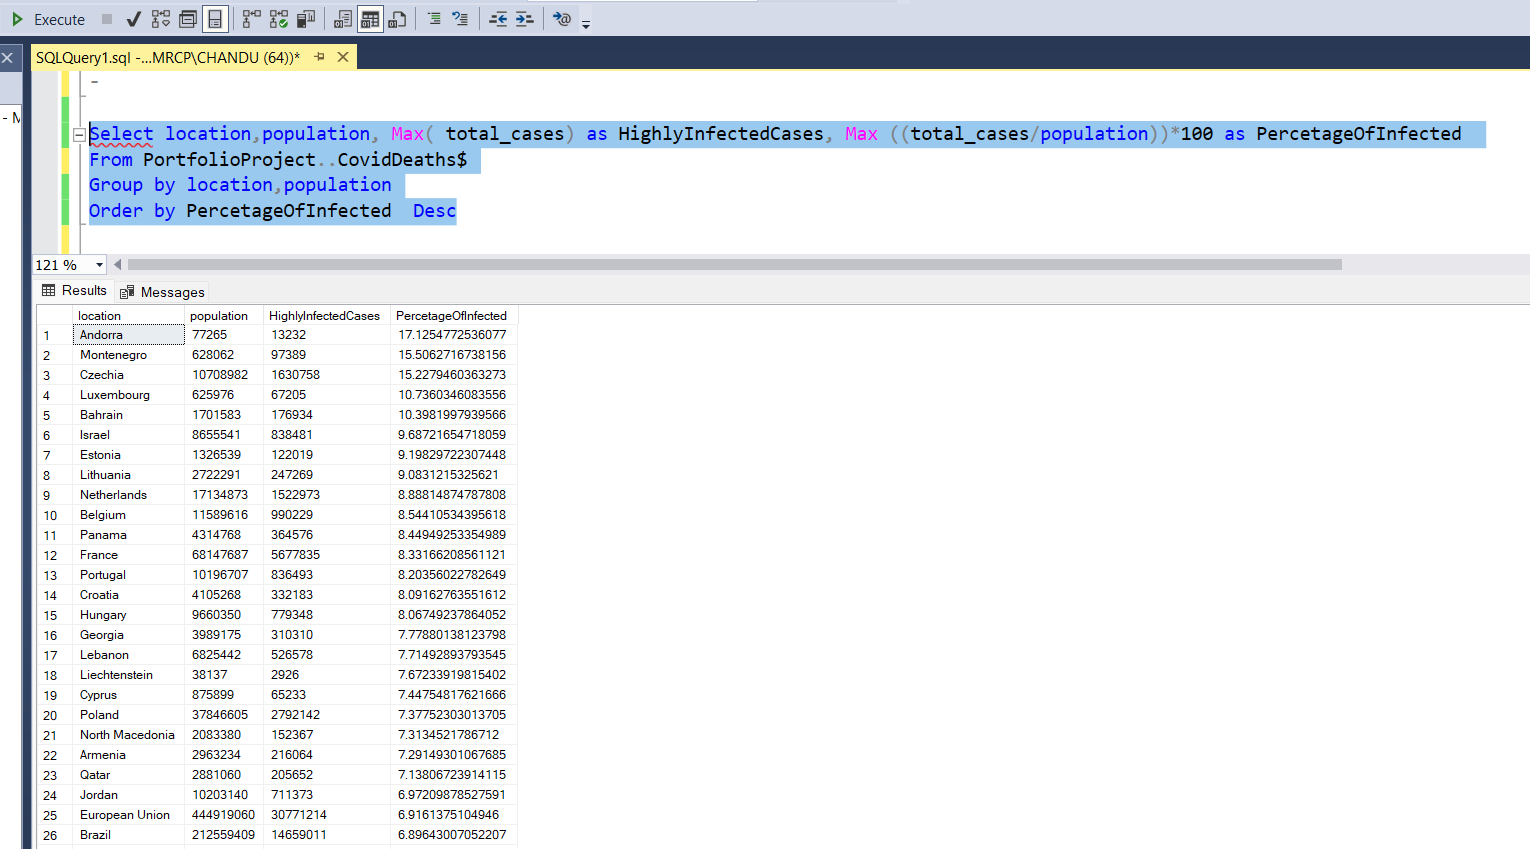 Execute
SQLQuery1.sql -...MRCP\CHANDU (64))*
- M
Select location,population, Max( total_cases) as HighlyInfectedCases, Max ((total_cases/population))*100 as PercetageOfInfected
From PortfolioProject..CovidDeaths$
Group by location,population
Order by PercetageOfInfected  Desc
121 %
Results Messages
location population HighlyInfectedCases PercetageOfInfected
1 Andorra 77265 13232 17.1254772536077
2 Montenegro 628062 97389 15.5062716738156
3 Czechia 10708982 1630758 15.2279460363273
4 Luxembourg 625976 67205 10.7360346083556
5 Bahrain 1701583 176934 10.3981997939566
6 Israel 8655541 838481 9.68721654718059
7 Estonia 1326539 122019 9.19829722307448
8 Lithuania 2722291 247269 9.0831215325621
9 Netherlands 17134873 1522973 8.88814874787808
10 Belgium 11589616 990229 8.54410534395618
11 Panama 4314768 364576 8.44949253354989
12 France 68147687 5677835 8.33166208561121
13 Portugal 10196707 836493 8.20356022782649
14 Croatia 4105268 332183 8.09162763551612
15 Hungary 9660350 779348 8.06749237864052
16 Georgia 3989175 310310 7.77880138123798
17 Lebanon 6825442 526578 7.71492893793545
18 Liechtenstein 38137 2926 7.67233919815402
19 Cyprus 875899 65233 7.44754817621666
20 Poland 37846605 2792142 7.37752303013705
21 North Macedonia 2083380 152367 7.3134521786712
22 Armenia 2963234 216064 7.29149301067685
23 Qatar 2881060 205652 7.13806723914115
24 Jordan 10203140 711373 6.97209878527591
25 European Union 444919060 30771214 6.9161375104946
26 Brazil 212559409 14659011 6.89643007052207